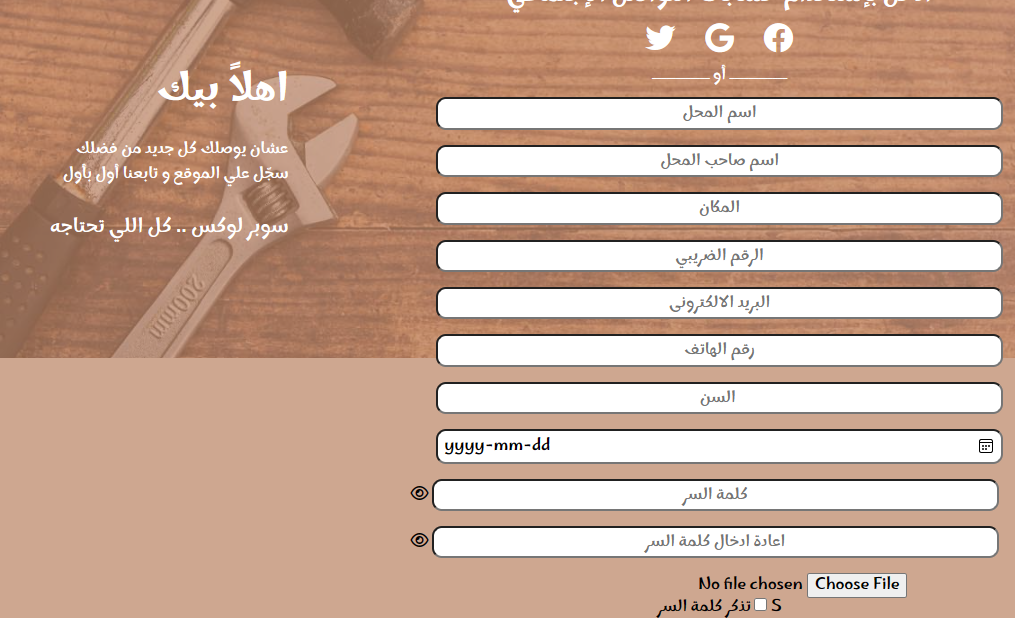 أو
اسم المحل
اسم صاحب المحل
المكان
الرقم الضريبي
البريد الالكترونى
رقم الهاتف
السن
yyyy-mm-dd
كلمة السر
اعادة ادخال كلمة السر
Choose File No file chosen
S تذكر كلمة السر
اهلاً بيك
عشان يوصلك كل جديد من فضلك
سجّل علي الموقع و تابعنا أول بأول
سوبر لوكس .. كل اللي تحتاجه
200mm